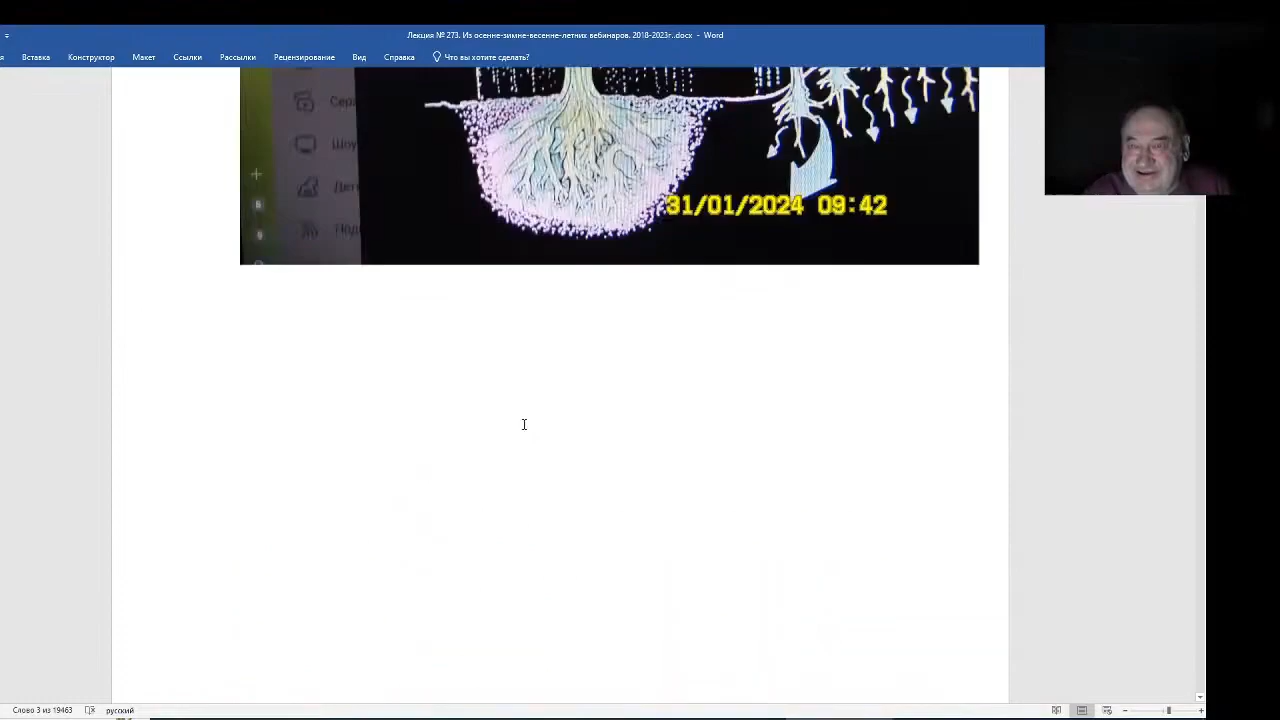 Лекция № 273. Из осенне-зимне-весенне-летних вебинаров. 2018-2023г..docx - Word
я Вставка Конструктор Макет Ссылки Рассылки Рецензирование Вид Справка Что вы хотите сделать?
Шоу
31/01/2024 09:42
Слово 3 из 19463 русский